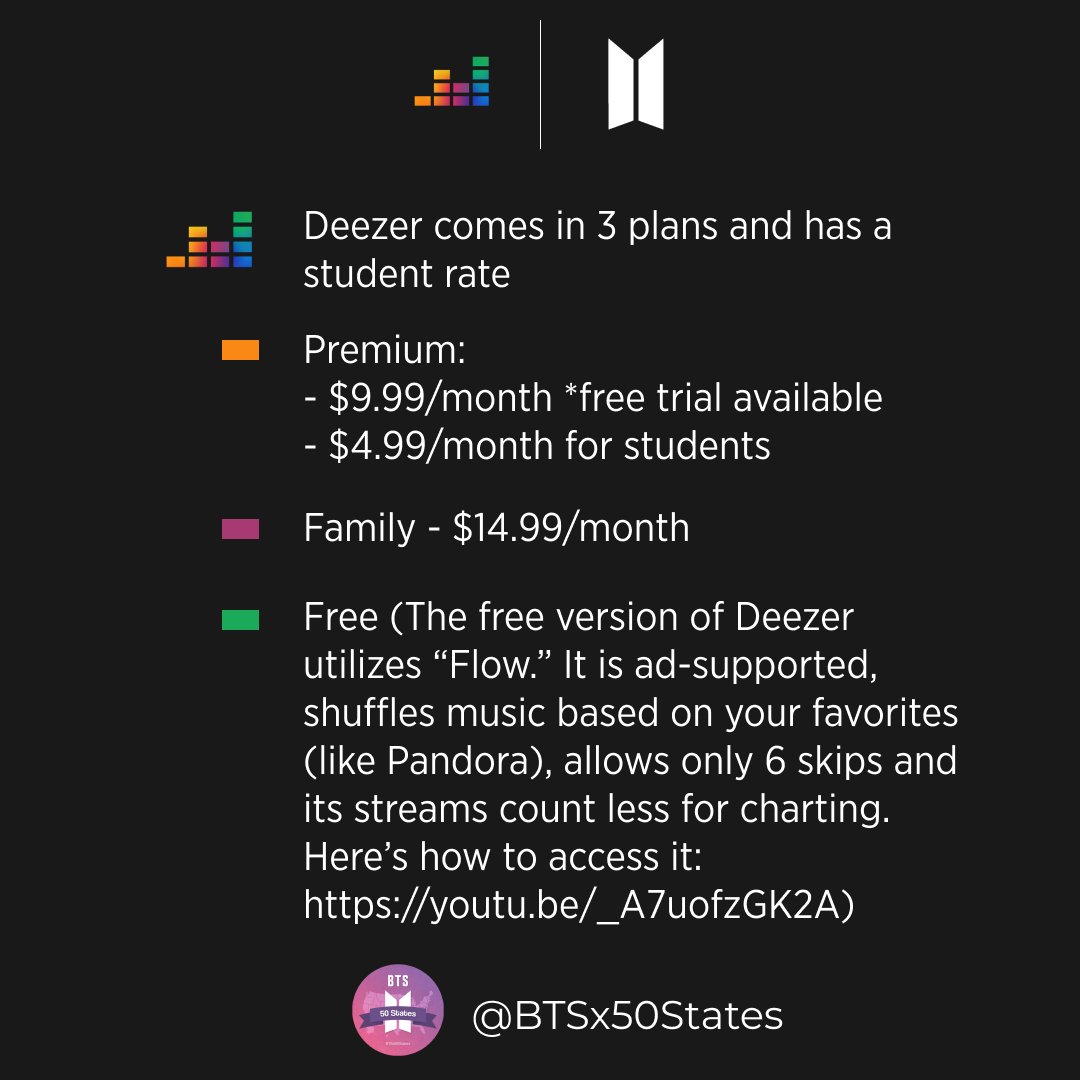 Deezer comes in 3 plans and has a
student rate
Premium:
- $9.99/month *free trial available
- $4.99/month for students
Family - $14.99/month
Free (The free version of Deezer
utilizes “Flow.” It is ad-supported,
shuffles music based on your favorites
(like Pandora), allows only 6 skips and
its streams count less for charting.
Here’s how to access it:
https://youtu.be/_A7uofzGK2A)
BTS
50 States
@BTSx50States